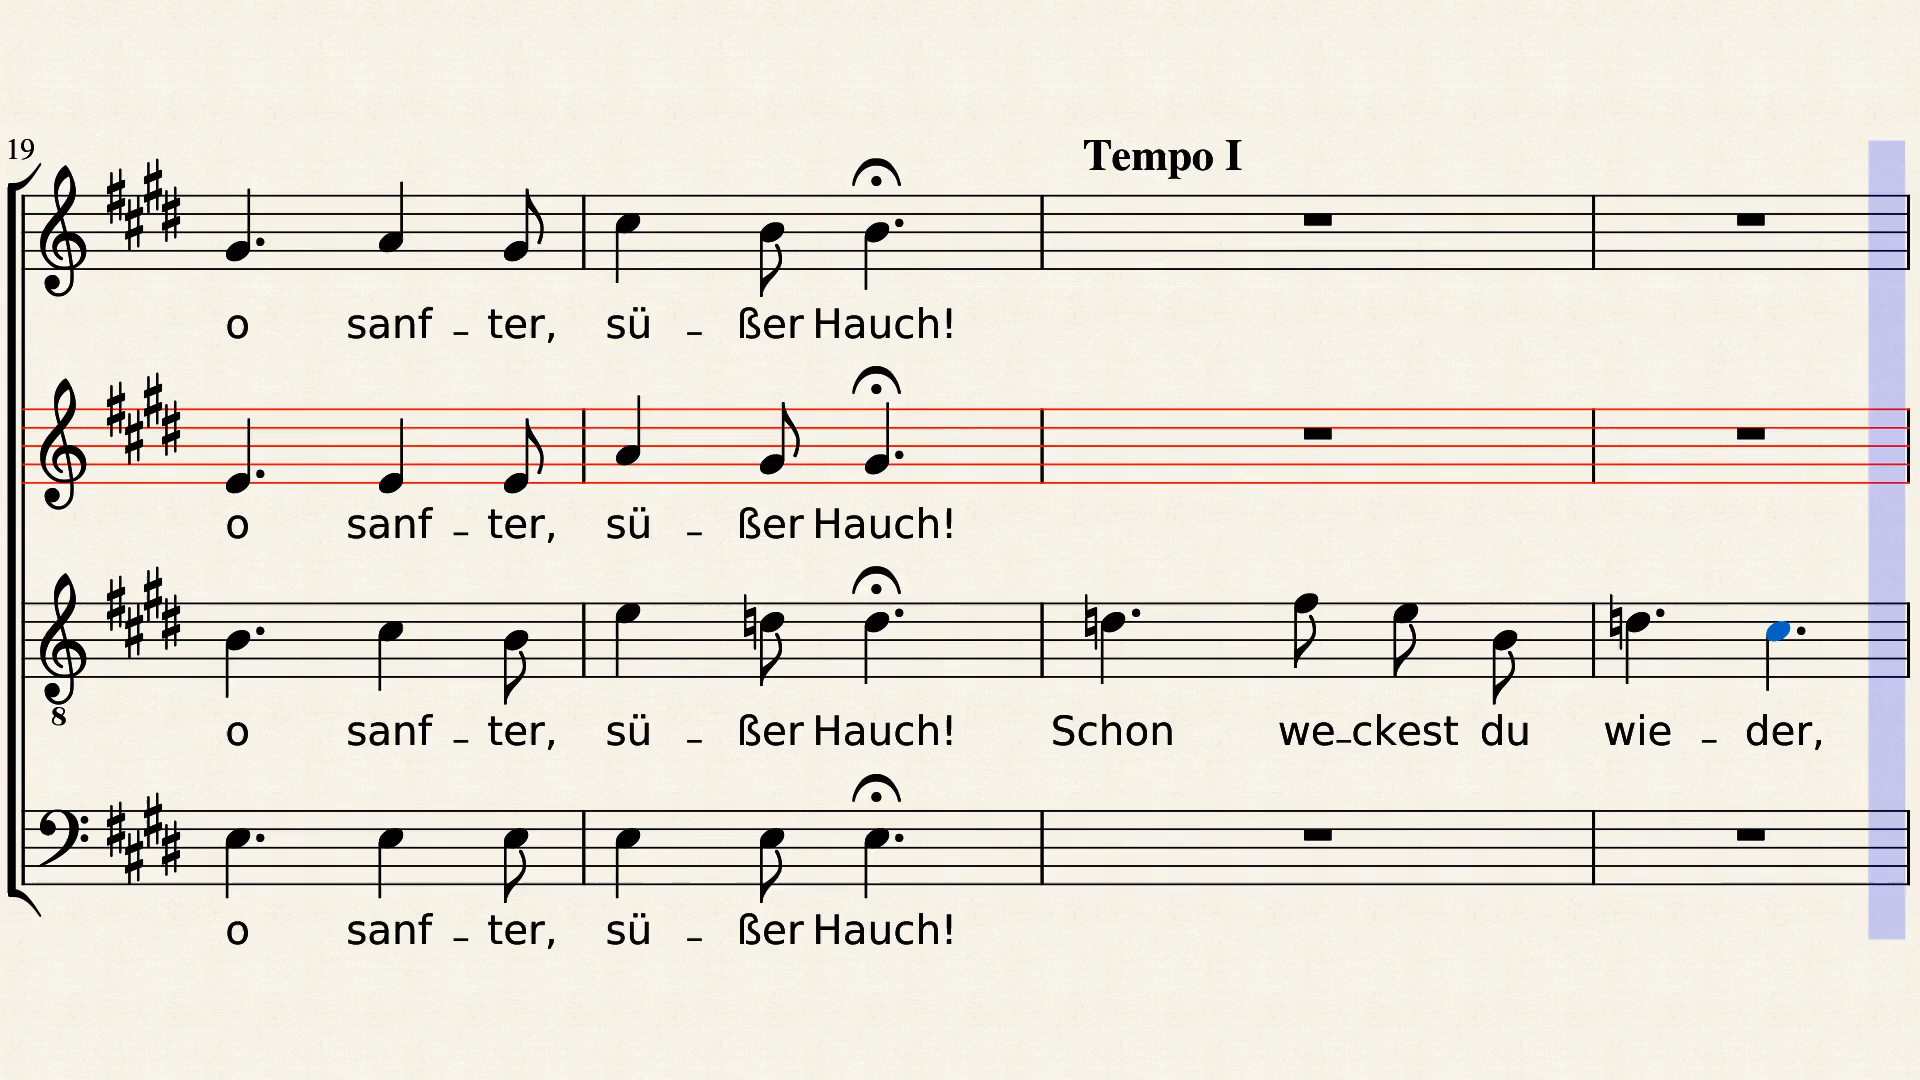 19
Tempo I
o sanf – ter, sü – ßer Hauch!
o sanf – ter, sü – ßer Hauch!
8
o sanf – ter, sü – ßer Hauch! Schon we–ckest du wie – der,
o sanf – ter, sü – ßer Hauch!